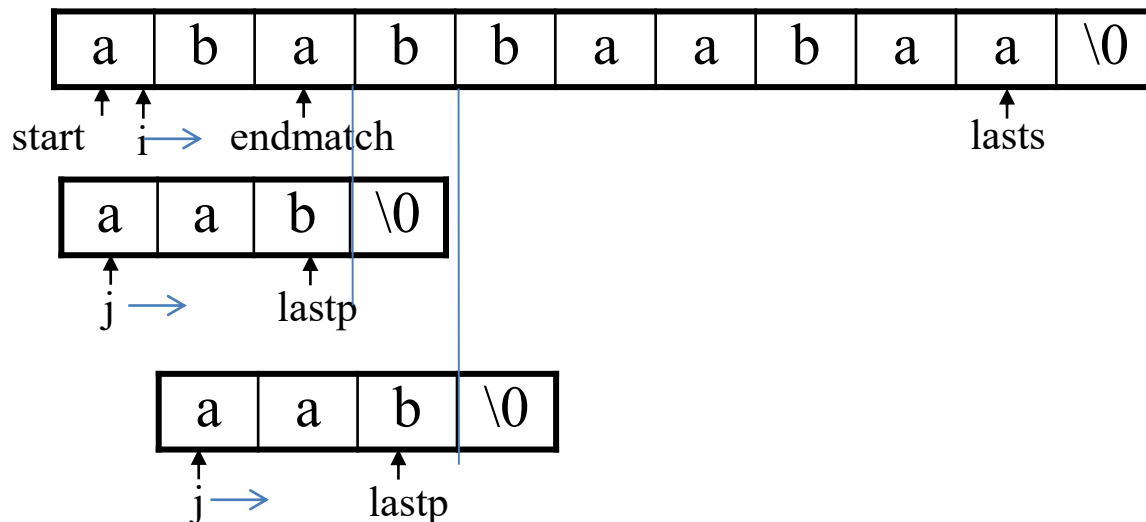 a b a b b a a b a a \0
start i endmatch lasts
a a b \0
j lastp
a a b \0
j lastp